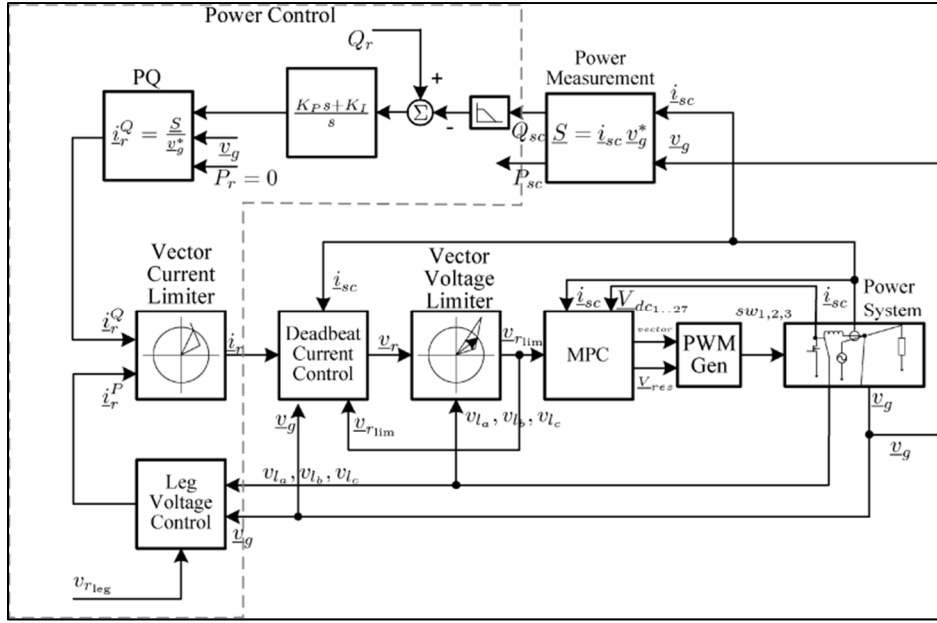 Power Control
Q_r
Power
Measurement
PQ
+
i_sc
K_P s+K_I
s
Σ
-
Q_sc
S = i_sc v_g^*
i_r^Q = S
v_g^*
v_g
v_g
P_r = 0
P_sc
Vector
Current
Limiter
Vector
Voltage
Limiter
i_sc
i_sc
V_dc1..27
i_sc
Power
System
i_r^Q
Deadbeat
Current
Control
v_rlim
vector
sw_1,2,3
i_r
v_r
MPC
PWM
Gen
i_r^P
V_res
v_g
v_rlim
v_la, v_lb, v_lc
v_g
v_g
Leg
Voltage
Control
v_la, v_lb, v_lc
v_g
v_rleg